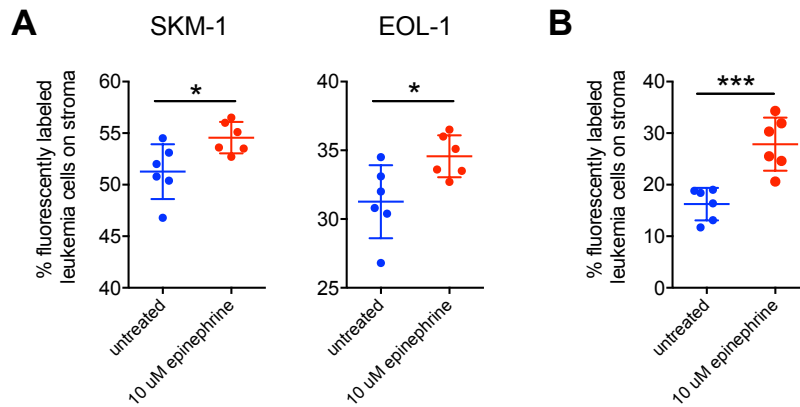 A
SKM-1
EOL-1
B
% fluorescently labeled
leukemia cells on stroma
60
55
50
45
40
*
untreated
10 uM epinephrine
40
35
30
25
*
untreated
10 uM epinephrine
% fluorescently labeled
leukemia cells on stroma
40
30
20
10
0
***
untreated
10 uM epinephrine